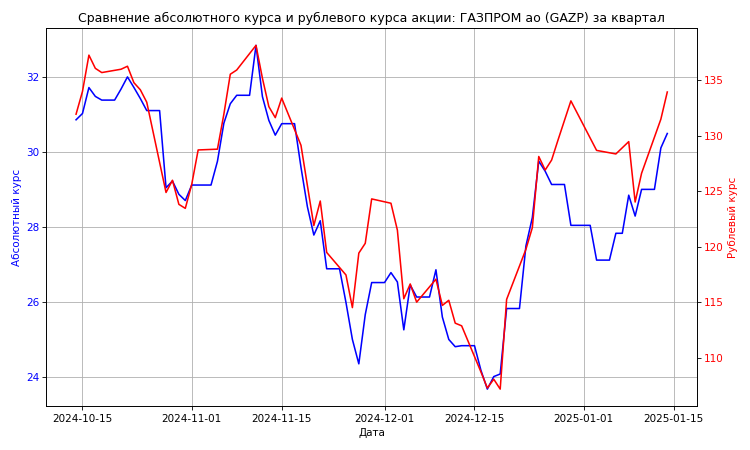 Сравнение абсолютного курса и рублевого курса акции: ГАЗПРОМ ао (GAZP) за квартал
32
30
28
26
24
Абсолютный курс
135
130
125
120
115
110
Рублевый курс
2024-10-15 2024-11-01 2024-11-15 2024-12-01 2024-12-15 2025-01-01 2025-01-15
Дата